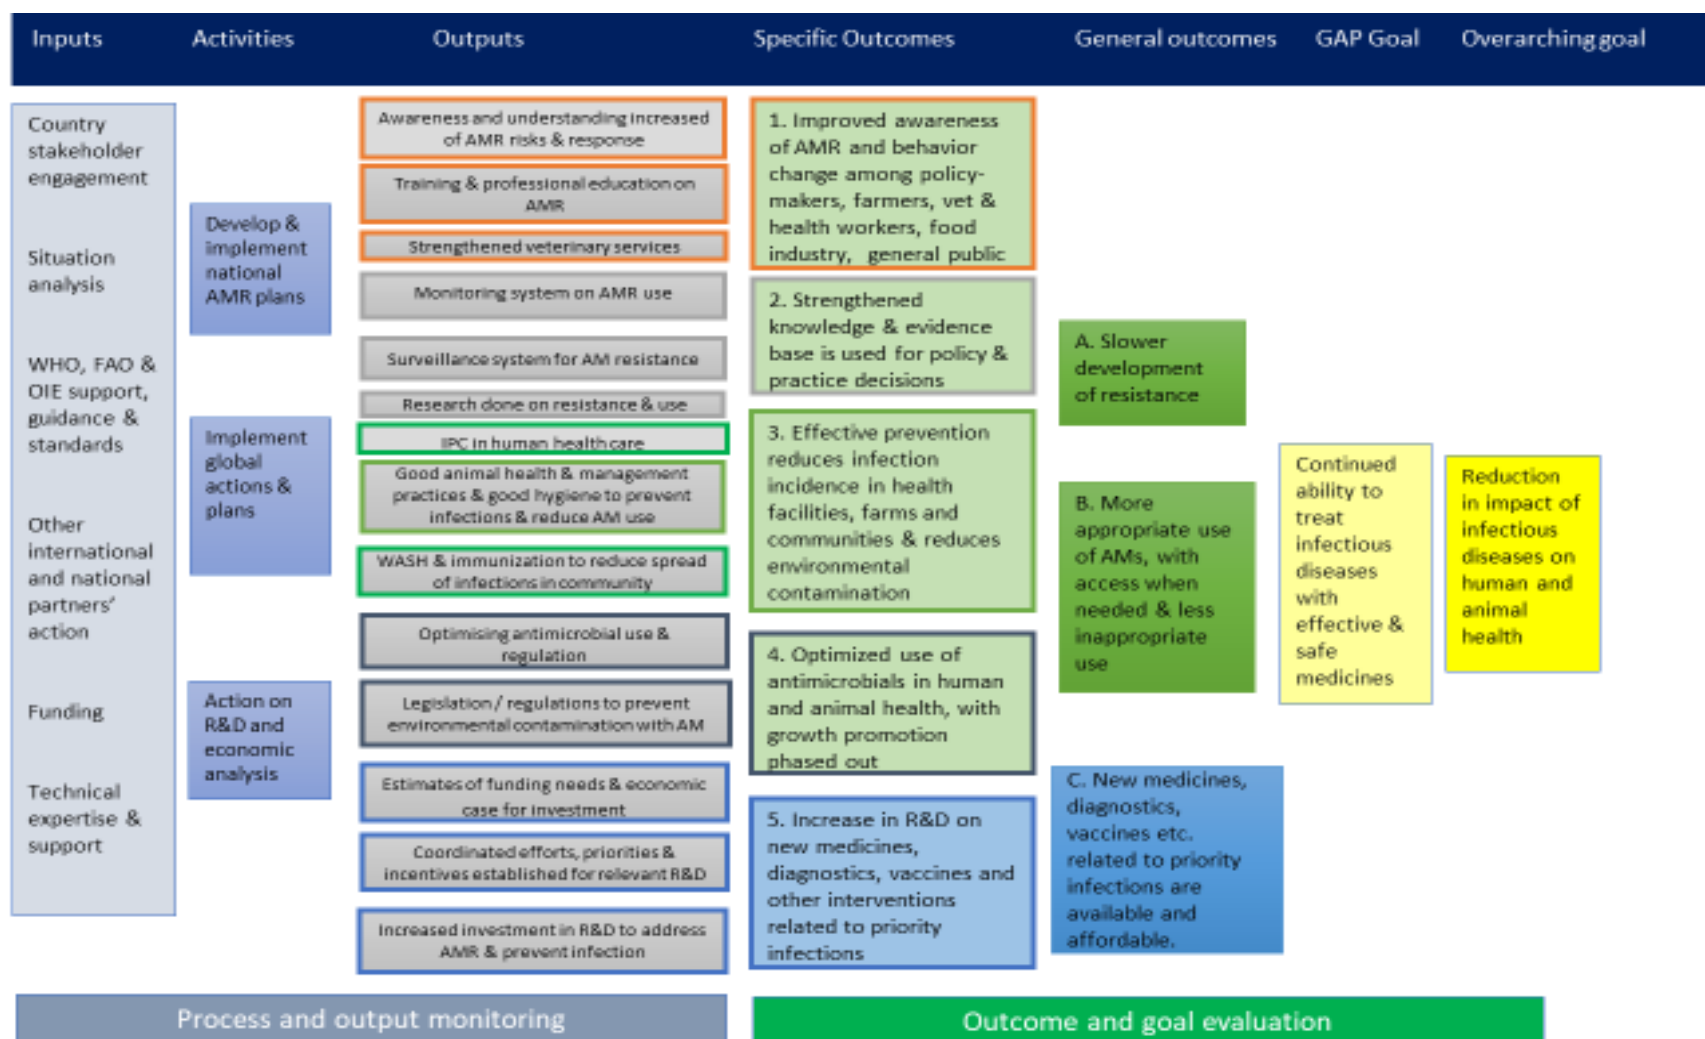 Inputs
Activities
Outputs
Specific Outcomes
General outcomes
GAP Goal
Overarching goal
Country
stakeholder
engagement
Situation
analysis
WHO, FAO &
OIE support,
guidance &
standards
Other
international
and national
partners'
action
Funding
Technical
expertise &
support
Develop &
implement
national
AMR plans
Implement
global
actions &
plans
Action on
R&D and
economic
analysis
Awareness and understanding increased
of AMR risks & response
Training & professional education on
AMR
Strengthened veterinary services
Monitoring system on AMR use
Surveillance system for AM resistance
Research done on resistance & use
IPC in human health care
Good animal health & management
practices & good hygiene to prevent
infections & reduce AM use
WASH & immunization to reduce spread
of infections in community
Optimising antimicrobial use &
regulation
Legislation / regulations to prevent
environmental contamination with AM
Estimates of funding needs & economic
case for investment
Coordinated efforts, priorities &
incentives established for relevant R&D
Increased investment in R&D to address
AMR & prevent infection
1. Improved awareness
of AMR and behavior
change among policy-
makers, farmers, vet &
health workers, food
industry, general public
2. Strengthened
knowledge & evidence
base is used for policy &
practice decisions
3. Effective prevention
reduces infection
incidence in health
facilities, farms and
communities & reduces
environmental
contamination
4. Optimized use of
antimicrobials in human
and animal health, with
growth promotion
phased out
5. Increase in R&D on
new medicines,
diagnostics, vaccines and
other interventions
related to priority
infections
A. Slower
development
of resistance
B. More
appropriate use
of AMs, with
access when
needed & less
inappropriate
use
C. New medicines,
diagnostics,
vaccines etc.
related to priority
infections are
available and
affordable.
Continued
ability to
treat
infectious
diseases
with
effective &
safe
medicines
Reduction
in impact of
infectious
diseases on
human and
animal
health
Process and output monitoring
Outcome and goal evaluation